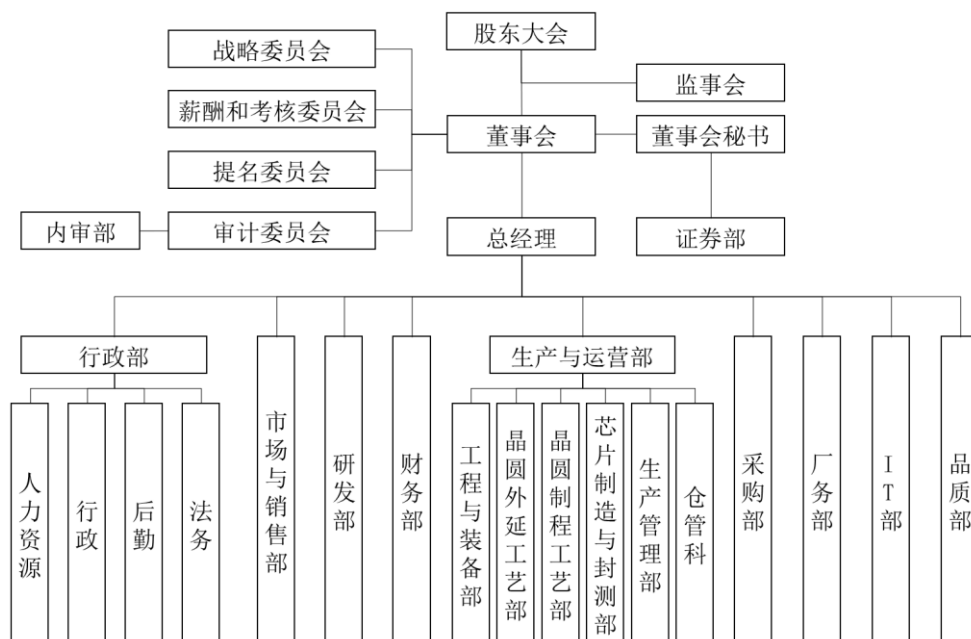 股东大会
战略委员会
监事会
薪酬和考核委员会
董事会
董事会秘书
提名委员会
内审部
审计委员会
总经理
证券部
行政部
市场与销售部
研发部
财务部
生产与运营部
采购部
厂务部
IT部
品质部
人力资源
行政
后勤
法务
工程与装备部
晶圆外延工艺部
晶圆制程工艺部
芯片制造与封测部
生产管理部
仓管科